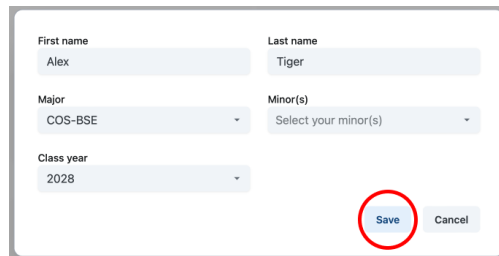 First name Last name
Alex Tiger
Major Minor(s)
COS-BSE Select your minor(s)
Class year
2028
Save Cancel